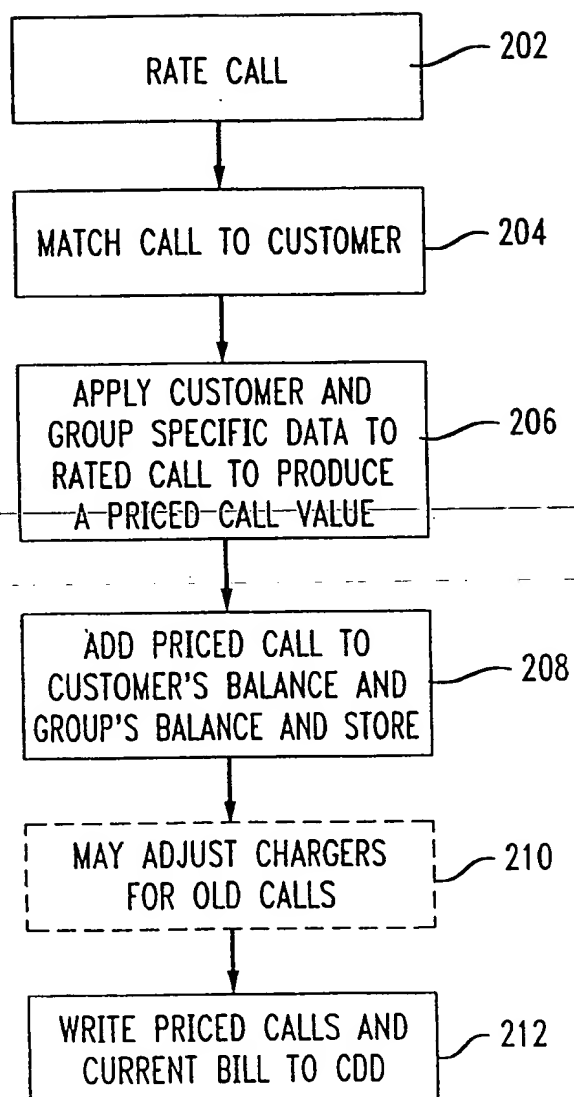 RATE CALL
202
MATCH CALL TO CUSTOMER
204
APPLY CUSTOMER AND
GROUP SPECIFIC DATA TO
RATED CALL TO PRODUCE
A PRICED CALL VALUE
206
ADD PRICED CALL TO
CUSTOMER'S BALANCE AND
GROUP'S BALANCE AND STORE
208
MAY ADJUST CHARGERS
FOR OLD CALLS
210
WRITE PRICED CALLS AND
CURRENT BILL TO CDD
212